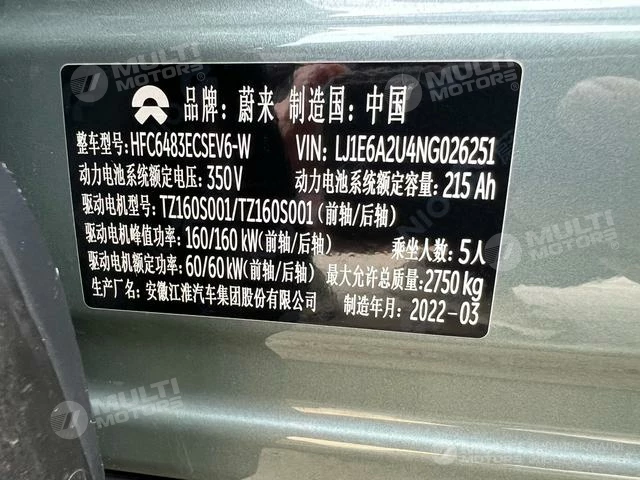 品牌: 蔚来 制造国: 中国
整车型号: HFC6483ECSEV6-W VIN: LJ1E6A2U4NG026251
动力电池系统额定电压: 350V 动力电池系统额定容量: 215 Ah
驱动电机型号: TZ160S001/TZ160S001 (前轴/后轴)
驱动电机峰值功率: 160/160 kW(前轴/后轴) 乘坐人数: 5人
驱动电机额定功率: 60/60 kW(前轴/后轴) 最大允许总质量: 2750 kg
生产厂名: 安徽江淮汽车集团股份有限公司 制造年月: 2022-03
MULTI MOTORS
MULTI MOTORS
MULTI MOTORS
MULTI MOTORS